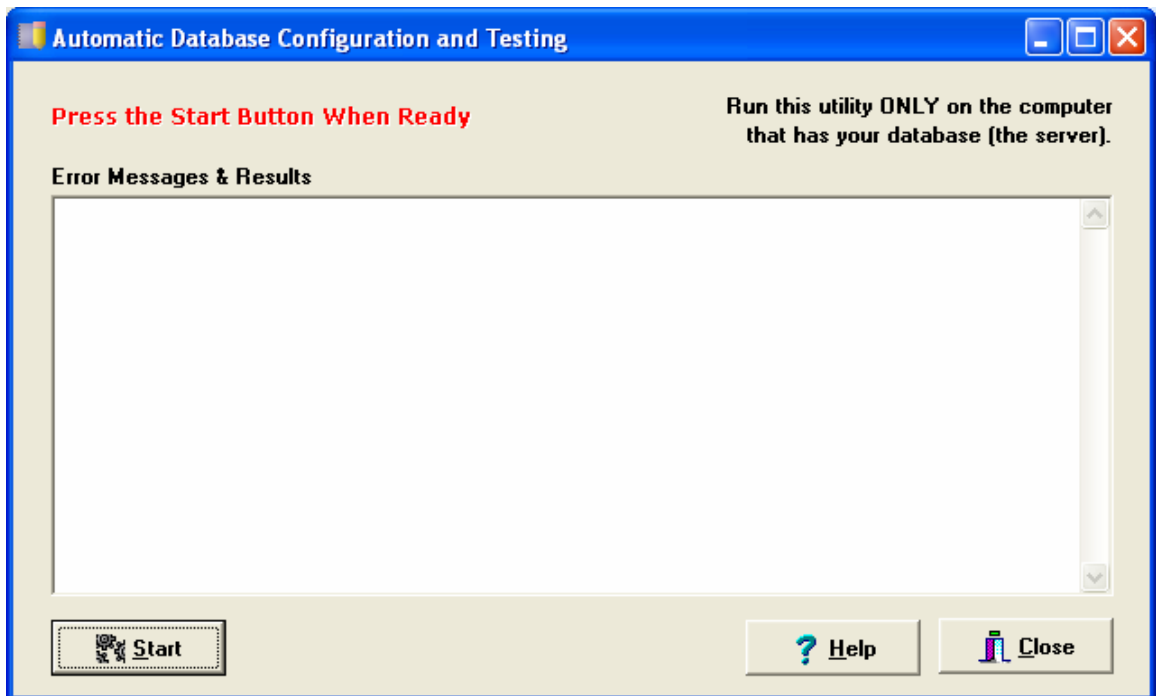 Automatic Database Configuration and Testing
Press the Start Button When Ready
Run this utility ONLY on the computer
that has your database (the server).
Error Messages & Results
Start
Help
Close